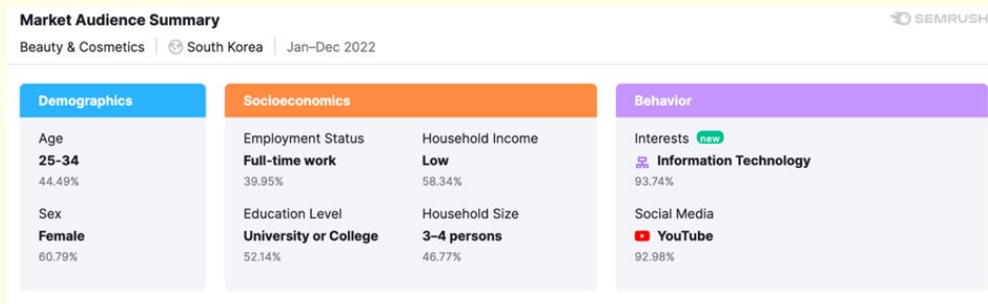 Market Audience Summary
SEMRUSH
Beauty & Cosmetics South Korea Jan–Dec 2022
Demographics
Age
25-34
44.49%
Sex
Female
60.79%
Socioeconomics
Employment Status
Full-time work
39.95%
Education Level
University or College
52.14%
Household Income
Low
58.34%
Household Size
3–4 persons
46.77%
Behavior
Interests new
Information Technology
93.74%
Social Media
YouTube
92.98%